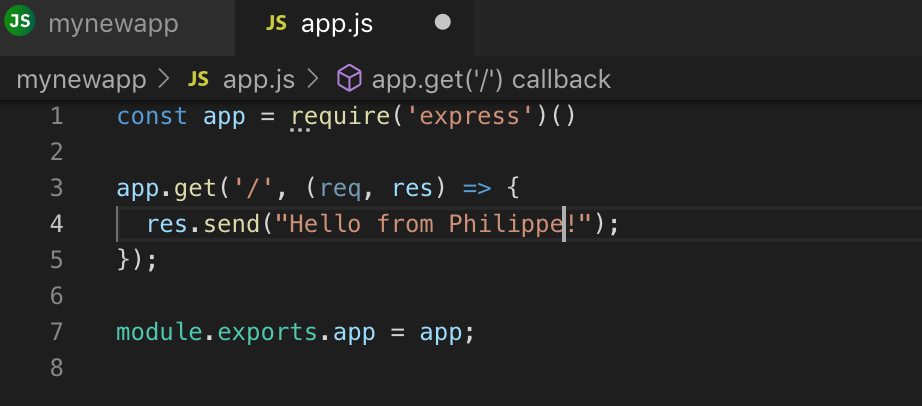 JS mynewapp JS app.js
mynewapp > JS app.js > app.get('/') callback
1 const app = require('express')()
2
3 app.get('/', (req, res) => {
4   res.send("Hello from Philippe!");
5 });
6
7 module.exports.app = app;
8